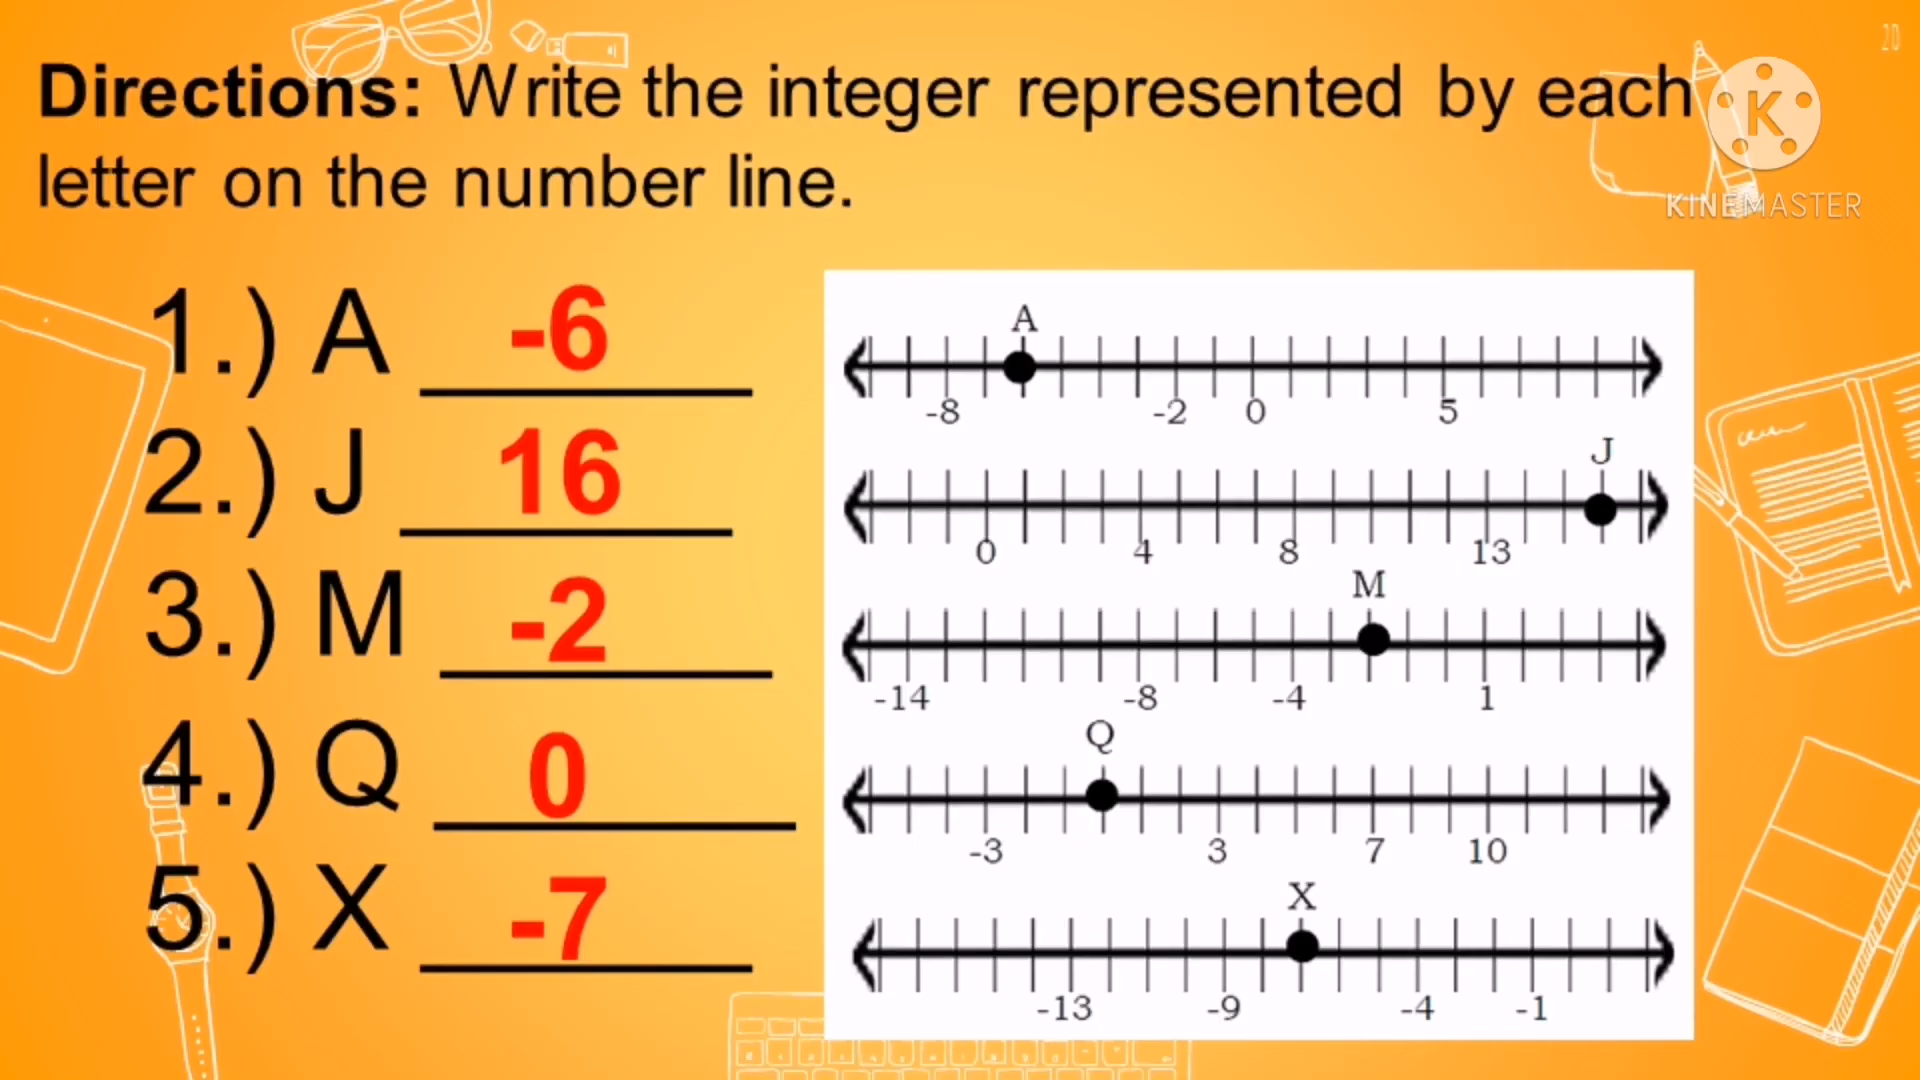 20
Directions: Write the integer represented by each
letter on the number line.
K
KINEMASTER
1.) A -6
2.) J 16
3.) M -2
4.) Q 0
5.) X -7
A
-8 -2 0 5
J
0 4 8 13
M
-14 -8 -4 1
Q
-3 3 7 10
X
-13 -9 -4 -1